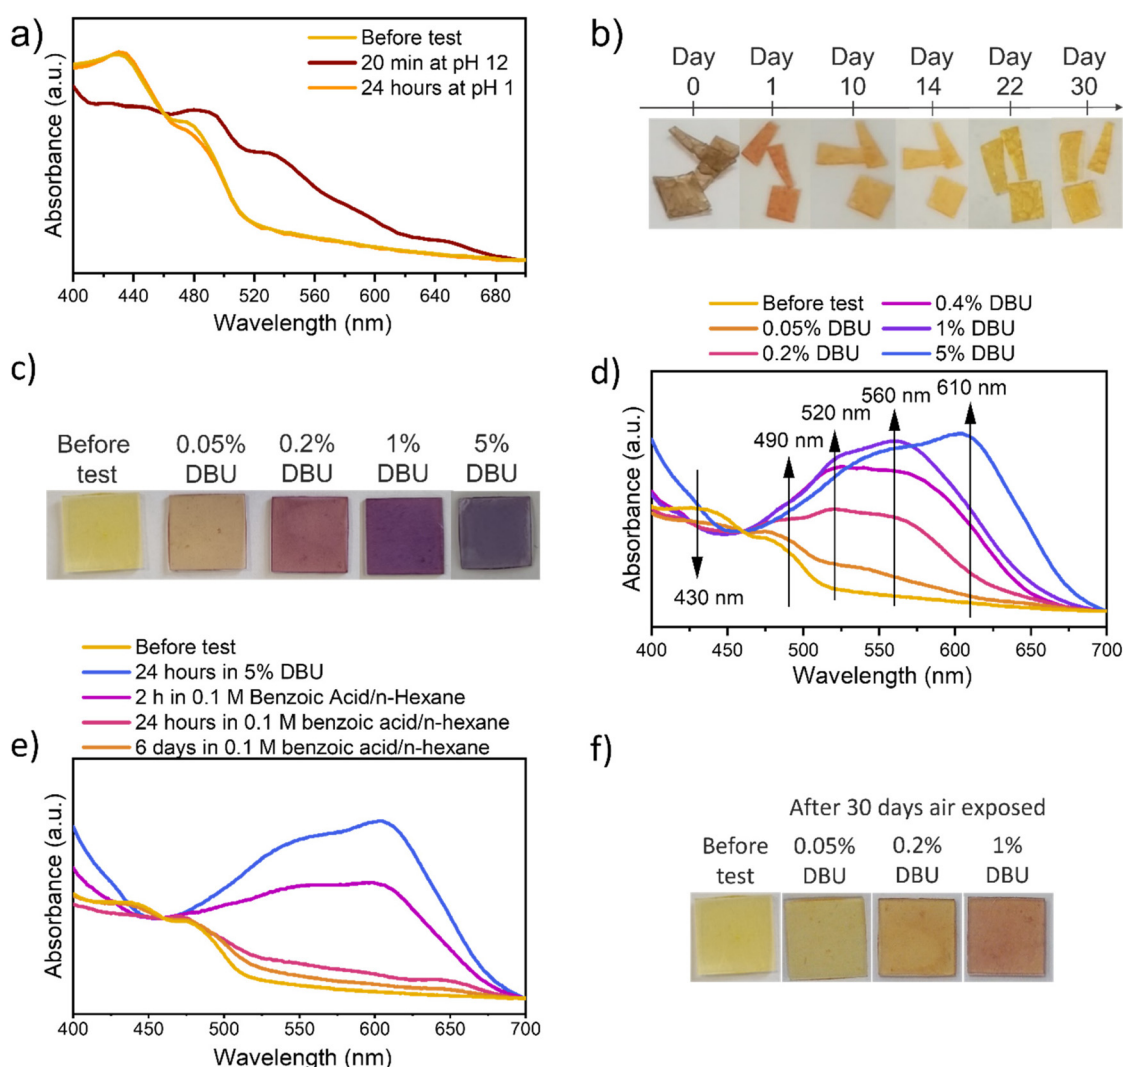 a)
Before test
20 min at pH 12
24 hours at pH 1
Absorbance (a.u.)
400 440 480 520 560 600 640 680
Wavelength (nm)
b)
Day Day Day Day Day Day
0 1 10 14 22 30
c)
Before 0.05% 0.2% 1% 5%
test DBU DBU DBU DBU
Before test 0.4% DBU
0.05% DBU 1% DBU
0.2% DBU 5% DBU
d)
490 nm
520 nm
560 nm
610 nm
430 nm
Absorbance (a.u.)
400 450 500 550 600 650 700
Wavelength (nm)
Before test
24 hours in 5% DBU
2 h in 0.1 M Benzoic Acid/n-Hexane
24 hours in 0.1 M benzoic acid/n-hexane
6 days in 0.1 M benzoic acid/n-hexane
e)
Absorbance (a.u.)
400 450 500 550 600 650 700
Wavelength (nm)
f)
After 30 days air exposed
Before 0.05% 0.2% 1%
test DBU DBU DBU